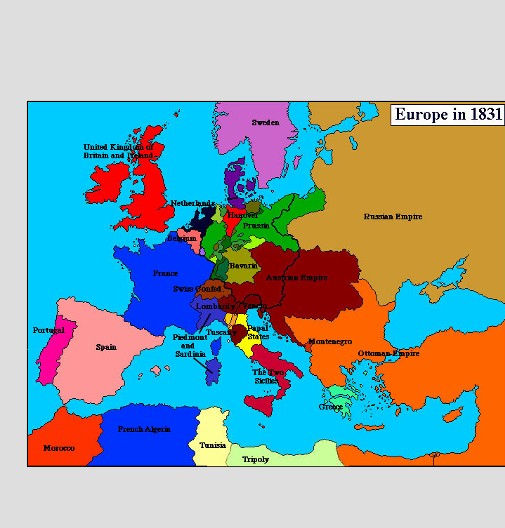 Europe in 1831
Sweden
United Kingdom of
Britain and Ireland
Netherlands
Hanover
Prussia
Russian Empire
Belgium
Bavaria
France
Austrian Empire
Swiss Confed
Lombardy
Venetia
Portugal
Spain
Piedmont
and
Sardinia
Tuscany
Papal
States
Montenegro
Ottoman Empire
The Two
Sicilies
Greece
French Algeria
Morocco
Tunisia
Tripoly